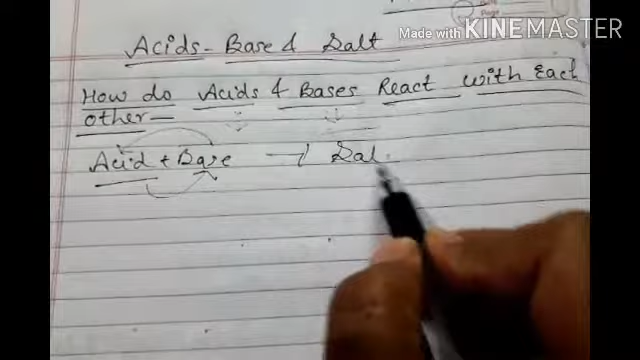 Made with KINEMASTER
Acids - Base & Salt
How do Acids & Bases React with Each
other -
Acid + Base → Sal